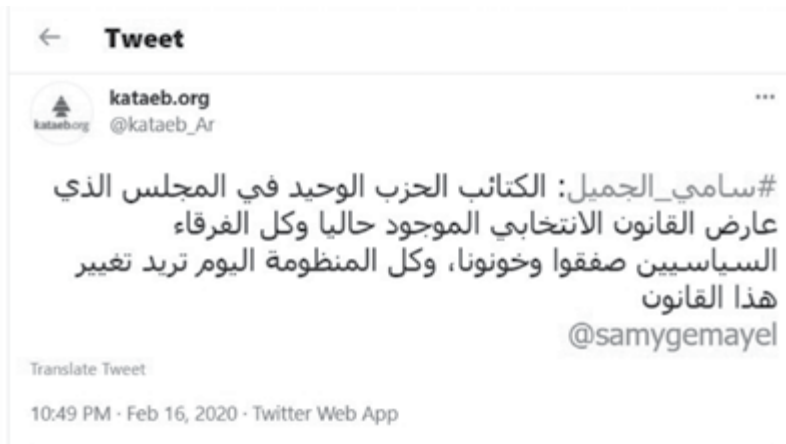 ← Tweet
kataeb.org
kataeb.org
@kataeb_Ar
#سامي_الجميل: الكتائب الحزب الوحيد في المجلس الذي
عارض القانون الانتخابي الموجود حاليا وكل الفرقاء
السياسيين صفقوا وخونونا، وكل المنظومة اليوم تريد تغيير
هذا القانون
@samygemayel
Translate Tweet
10:49 PM · Feb 16, 2020 · Twitter Web App